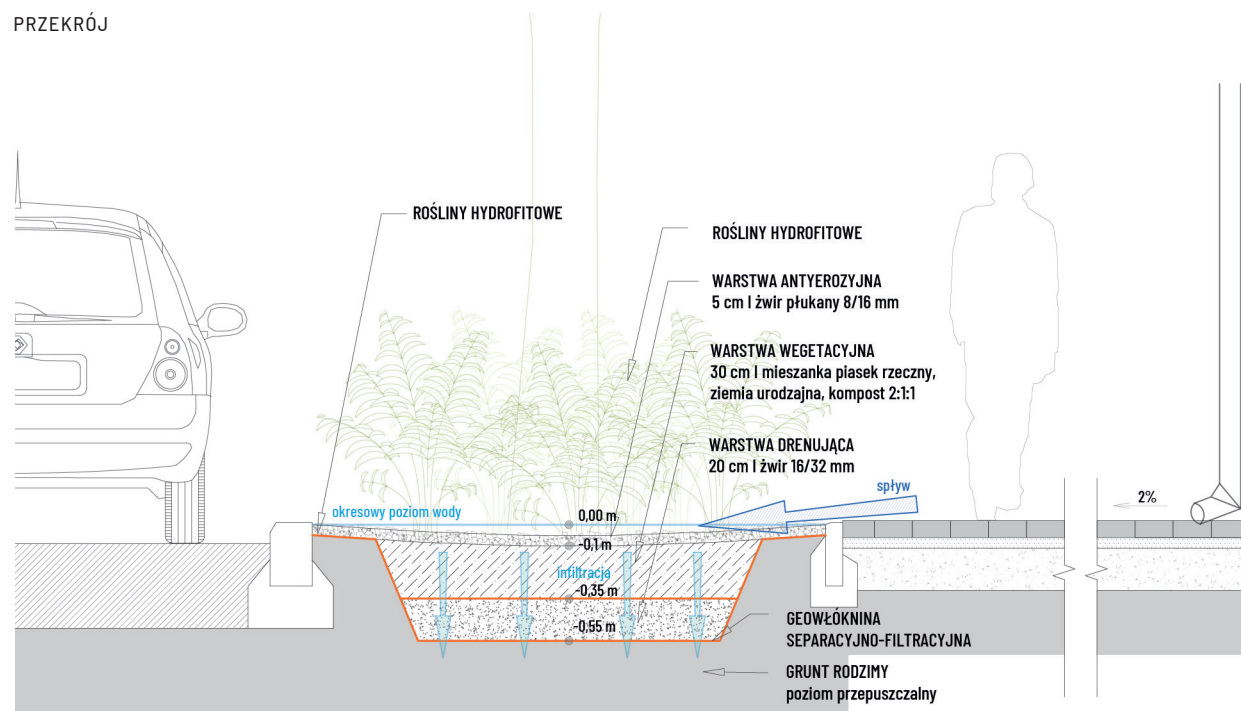 PRZEKRÓJ
ROŚLINY HYDROFITOWE
ROŚLINY HYDROFITOWE
WARSTWA ANTYEROZYJNA
5 cm I żwir płukany 8/16 mm
WARSTWA WEGETACYJNA
30 cm I mieszanka piasek rzeczny,
ziemia urodzajna, kompost 2:1:1
WARSTWA DRENUJĄCA
20 cm I żwir 16/32 mm
spływ
2%
okresowy poziom wody
0,00 m
-0,1 m
infiltracja
-0,35 m
-0,55 m
GEOWŁÓKNINA
SEPARACYJNO-FILTRACYJNA
GRUNT RODZIMY
poziom przepuszczalny